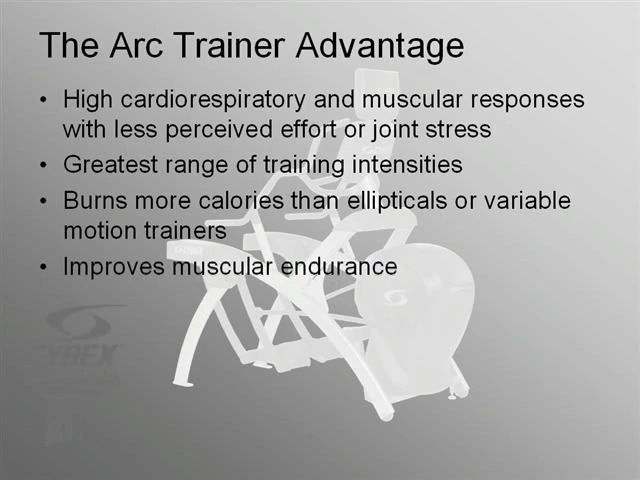 The Arc Trainer Advantage
• High cardiorespiratory and muscular responses
with less perceived effort or joint stress
• Greatest range of training intensities
• Burns more calories than ellipticals or variable
motion trainers
• Improves muscular endurance
CYBEX